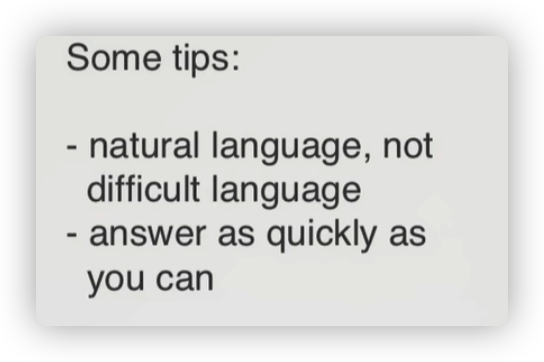 Some tips:
- natural language, not
difficult language
- answer as quickly as
you can